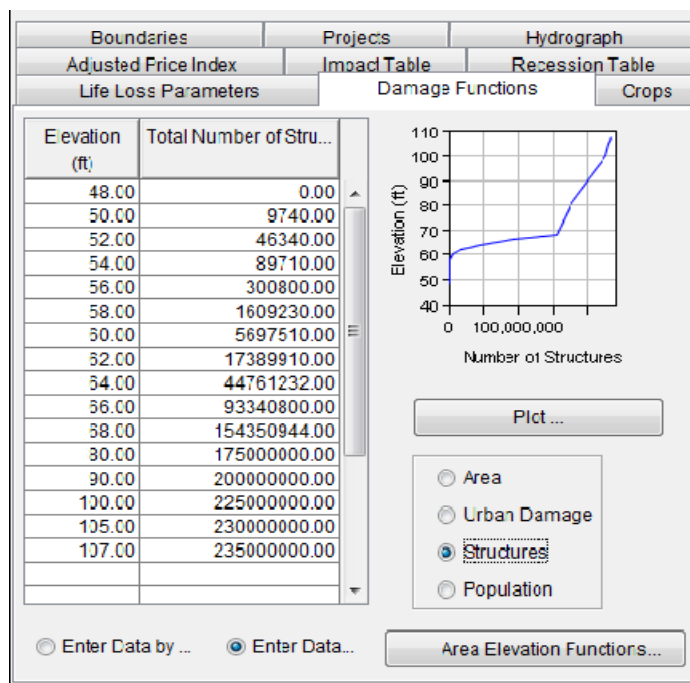 Boundaries Projects Hydrograph
Adjusted Price Index Impact Table Recession Table
Life Loss Parameters Damage Functions Crops
Elevation (ft) Total Number of Stru...
48.00 0.00
50.00 9740.00
52.00 46340.00
54.00 89710.00
56.00 300800.00
58.00 1609230.00
60.00 5697510.00
62.00 17389910.00
64.00 44761232.00
66.00 93340800.00
68.00 154350944.00
80.00 175000000.00
90.00 200000000.00
100.00 225000000.00
105.00 230000000.00
107.00 235000000.00
Elevation (ft)
110
100
90
80
70
60
50
40
0 100,000,000
Number of Structures
Plot ...
Area
Urban Damage
Structures
Population
Enter Data by ... Enter Data... Area Elevation Functions...